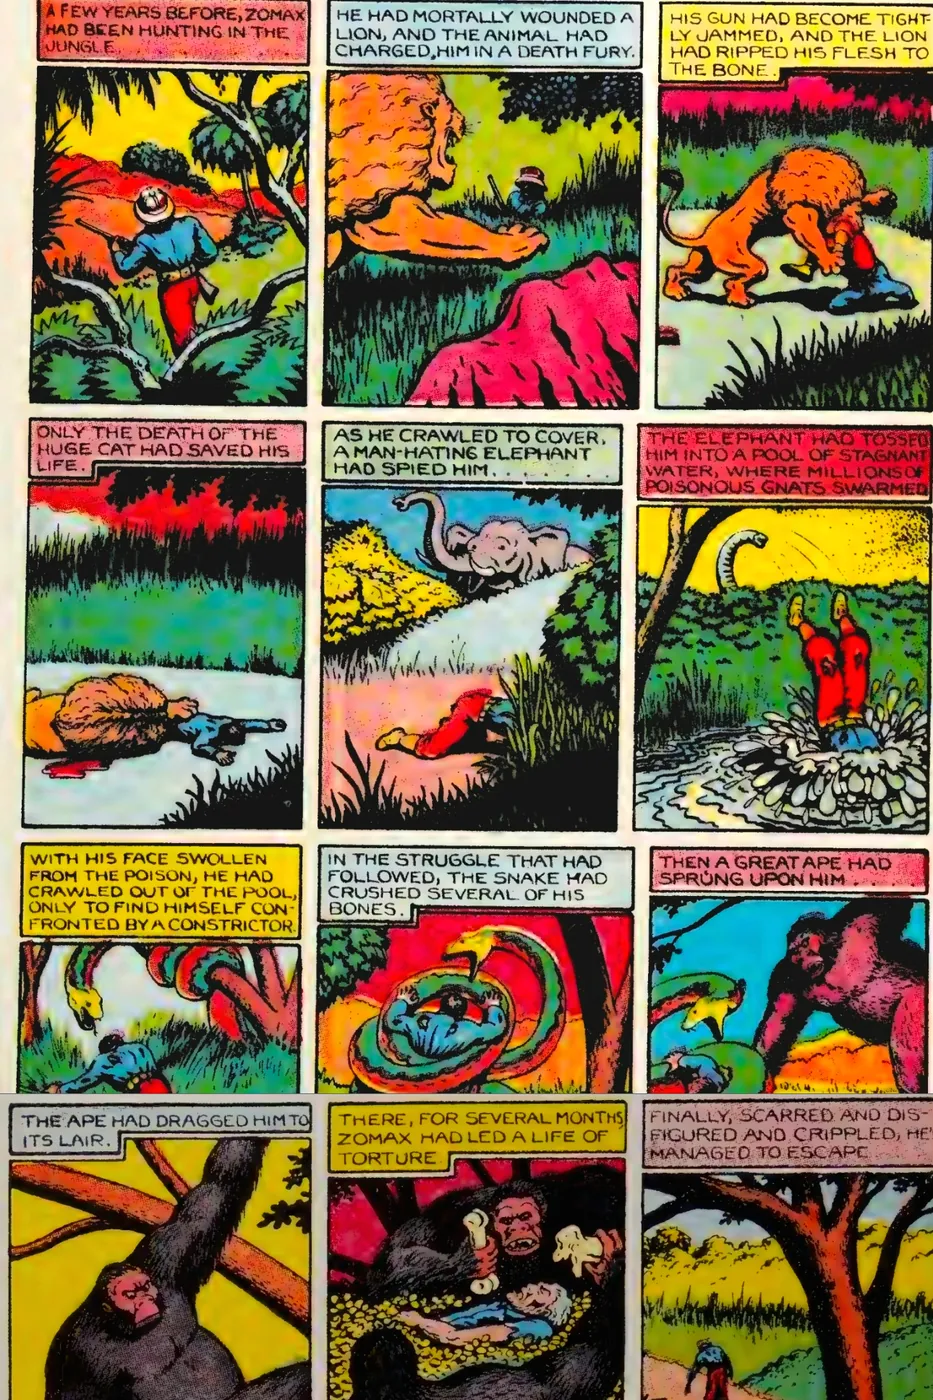 A FEW YEARS BEFORE, ZOMAX
HAD BEEN HUNTING IN THE
JUNGLE.
HE HAD MORTALLY WOUNDED A
LION, AND THE ANIMAL HAD
CHARGED, HIM IN A DEATH FURY.
HIS GUN HAD BECOME TIGHT-
LY JAMMED, AND THE LION
HAD RIPPED HIS FLESH TO
THE BONE.
ONLY THE DEATH OF THE
HUGE CAT HAD SAVED HIS
LIFE.
AS HE CRAWLED TO COVER,
A MAN-HATING ELEPHANT
HAD SPIED HIM. . . . . .
THE ELEPHANT HAD TOSSED
HIM INTO A POOL OF STAGNANT
WATER, WHERE MILLIONS OF
POISONOUS GNATS SWARMED
WITH HIS FACE SWOLLEN
FROM THE POISON, HE HAD
CRAWLED OUT OF THE POOL,
ONLY TO FIND HIMSELF CON-
FRONTED BY A CONSTRICTOR.
IN THE STRUGGLE THAT HAD
FOLLOWED, THE SNAKE HAD
CRUSHED SEVERAL OF HIS
BONES.
THEN A GREAT APE HAD
SPRUNG UPON HIM . . . .
THE APE HAD DRAGGED HIM TO
ITS LAIR.
THERE, FOR SEVERAL MONTHS,
ZOMAX HAD LED A LIFE OF
TORTURE.
FINALLY, SCARRED AND DIS-
FIGURED AND CRIPPLED, HE
MANAGED TO ESCAPE